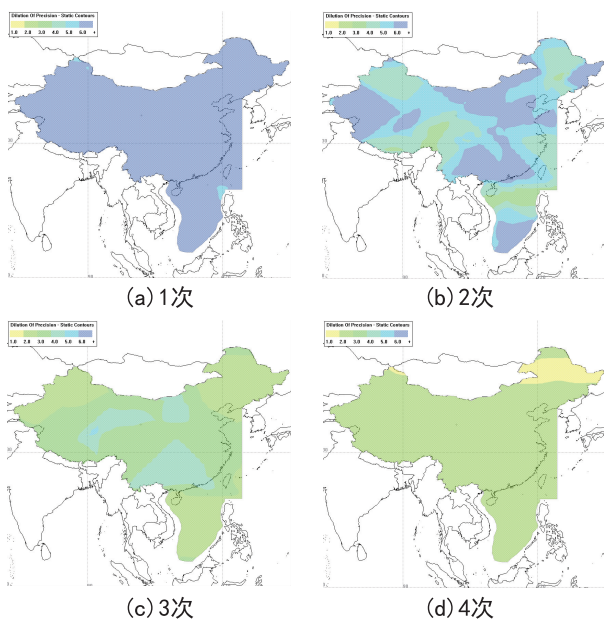 Dilution Of Precision - Static Contours
1.0 2.0 3.0 4.0 5.0 6.0
(a)1次
Dilution Of Precision - Static Contours
1.0 2.0 3.0 4.0 5.0 6.0
(b)2次
Dilution Of Precision - Static Contours
1.0 2.0 3.0 4.0 5.0 6.0
(c)3次
Dilution Of Precision - Static Contours
1.0 2.0 3.0 4.0 5.0 6.0
(d)4次